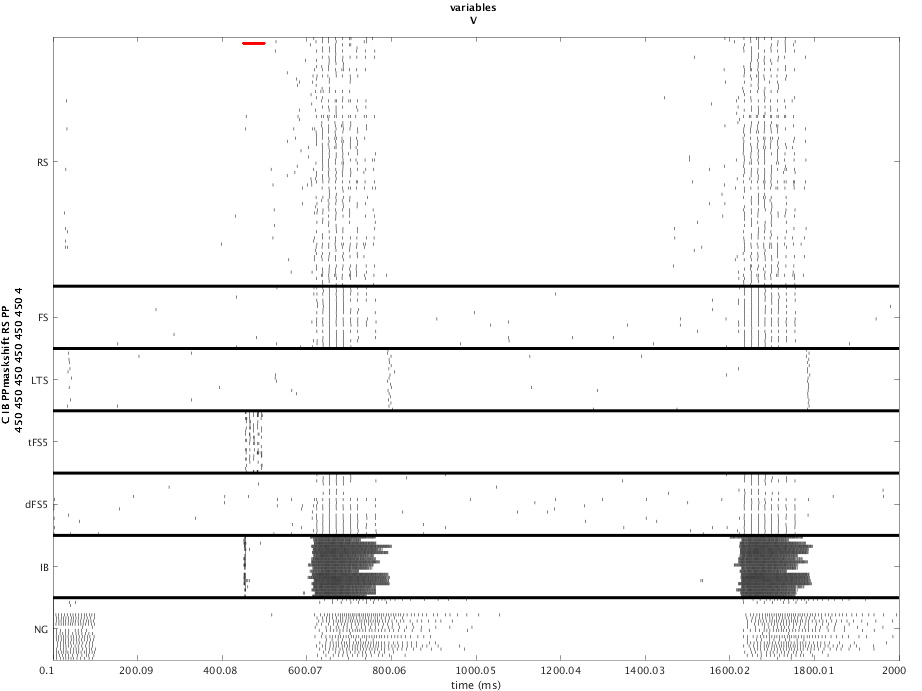 variables
V
RS
FS
LTS
tFS5
dFS5
IB
NG
C IB PPmaskshift RS PP
450 450 450 450 450 450 4
0.1 200.09 400.08 600.07 800.06 1000.05 1200.04 1400.03 1600.02 1800.01 2000
time (ms)